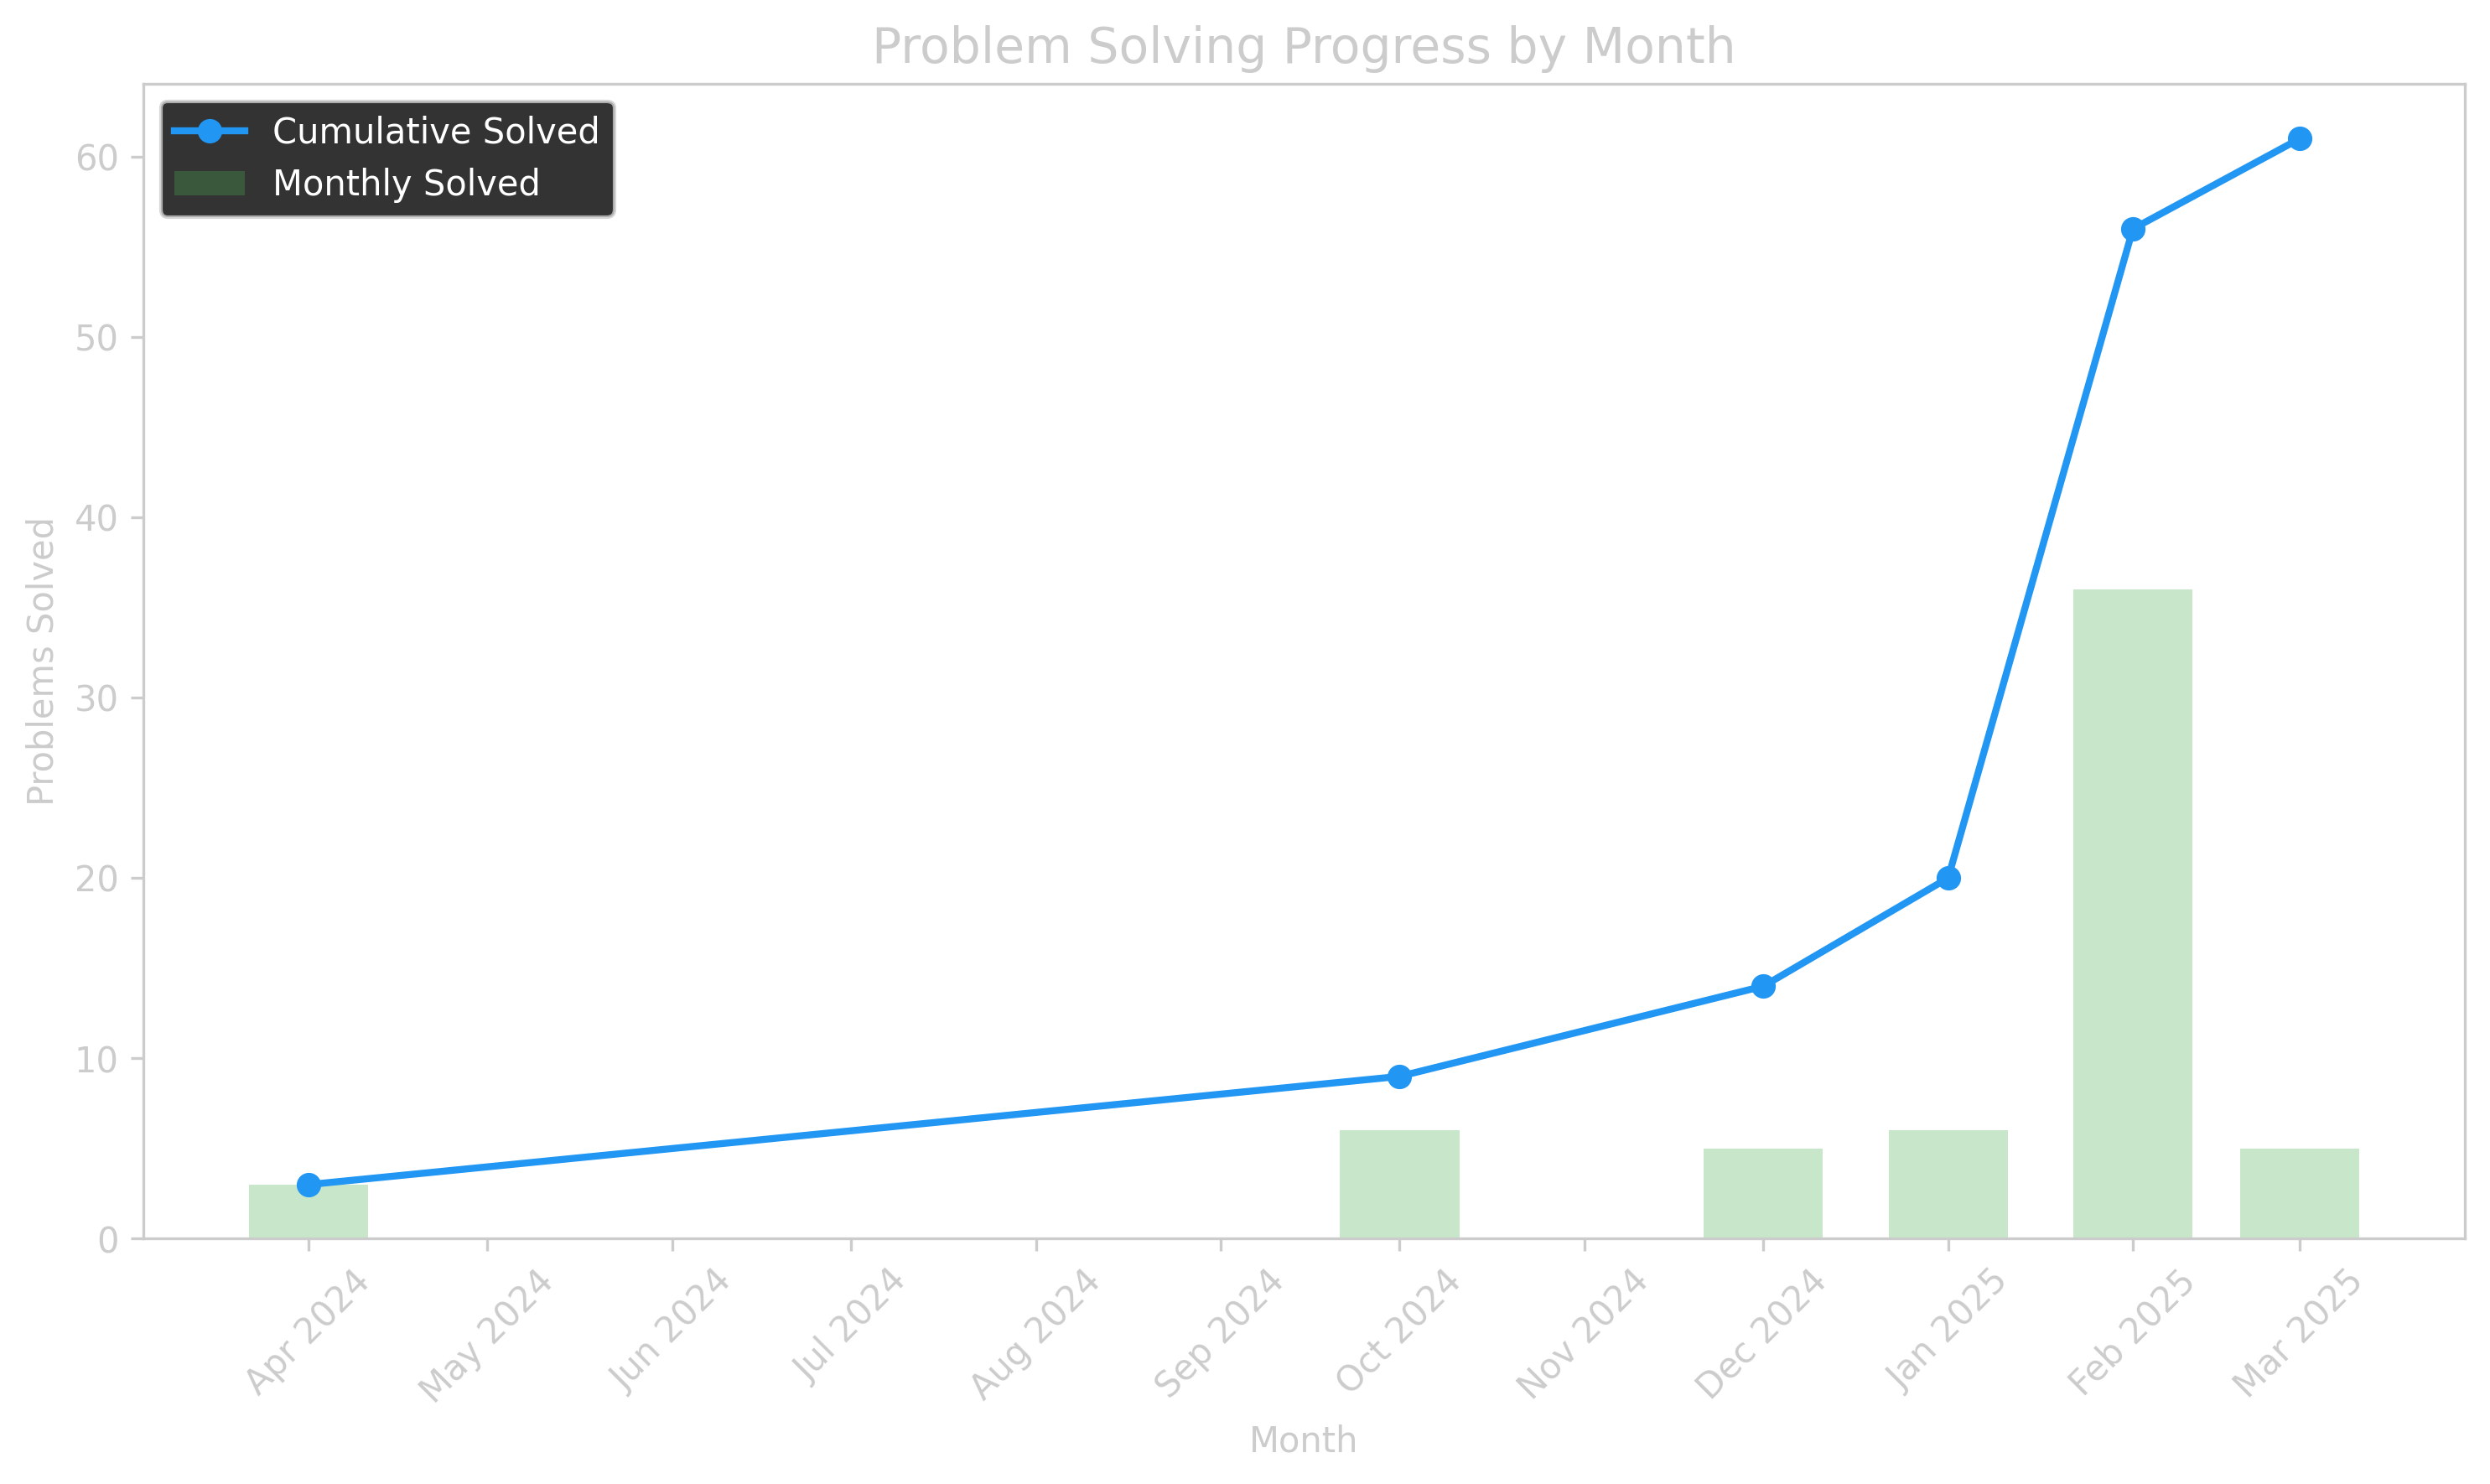 Problem Solving Progress by Month
Cumulative Solved
Monthly Solved
Problems Solved
60
50
40
30
20
10
0
Apr 2024
May 2024
Jun 2024
Jul 2024
Aug 2024
Sep 2024
Oct 2024
Nov 2024
Dec 2024
Jan 2025
Feb 2025
Mar 2025
Month